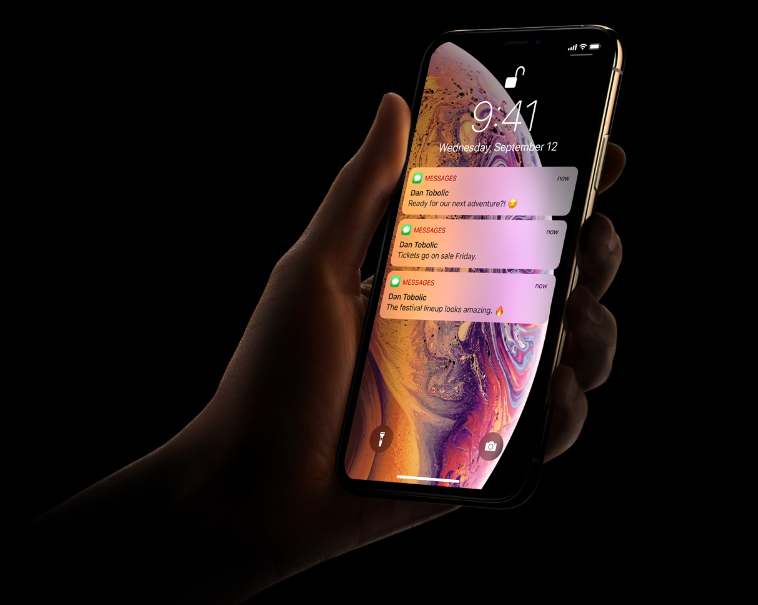 9:41
Wednesday, September 12
MESSAGES now
Dan Tobolic
Ready for our next adventure?! 😉
MESSAGES now
Dan Tobolic
Tickets go on sale Friday.
MESSAGES now
Dan Tobolic
The festival lineup looks amazing. 🔥